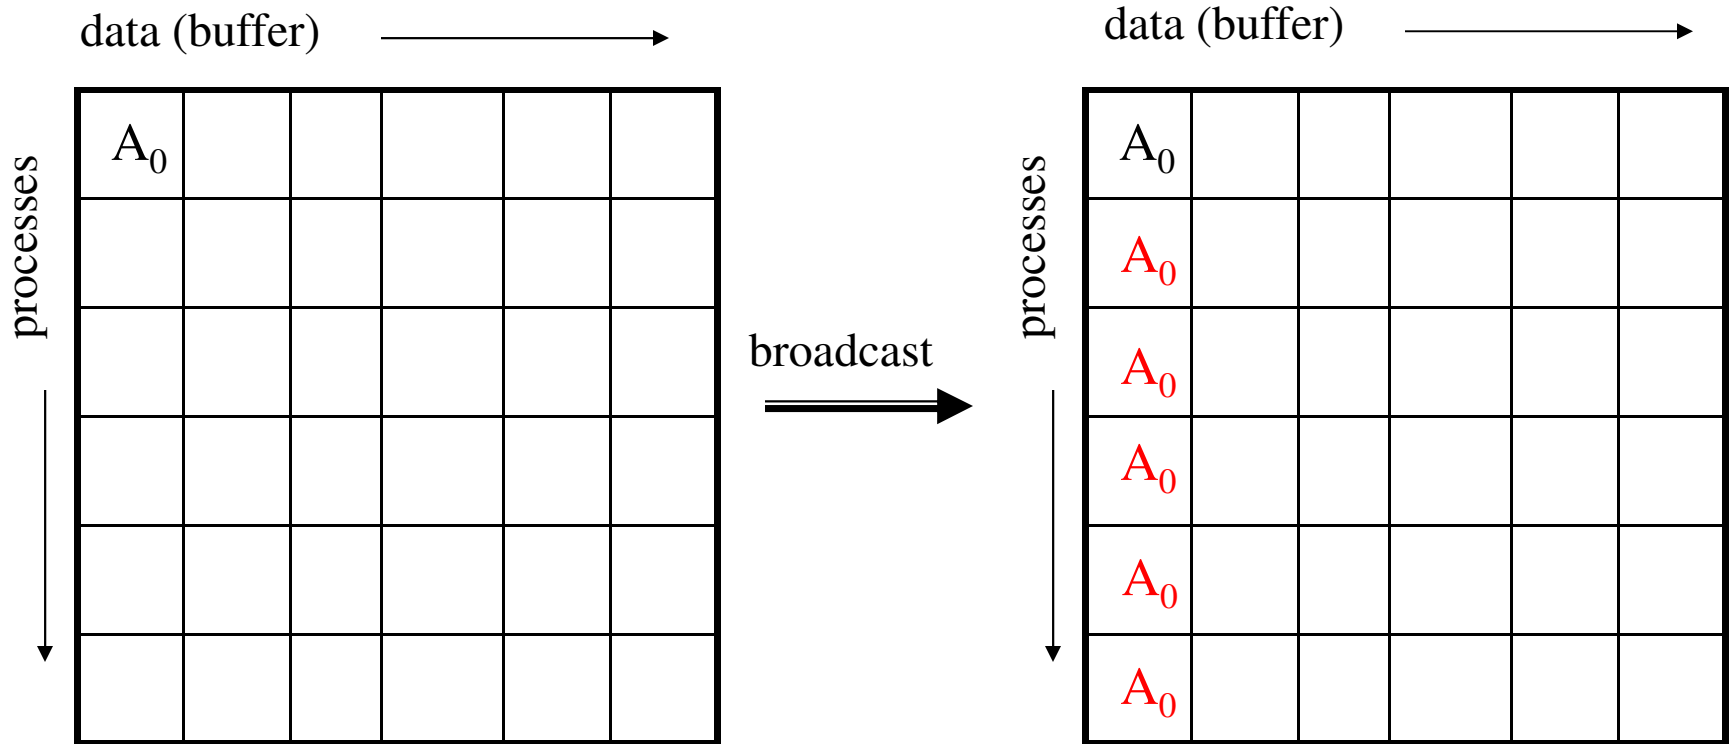 data (buffer)
processes
A₀
broadcast
data (buffer)
processes
A₀
A₀
A₀
A₀
A₀
A₀